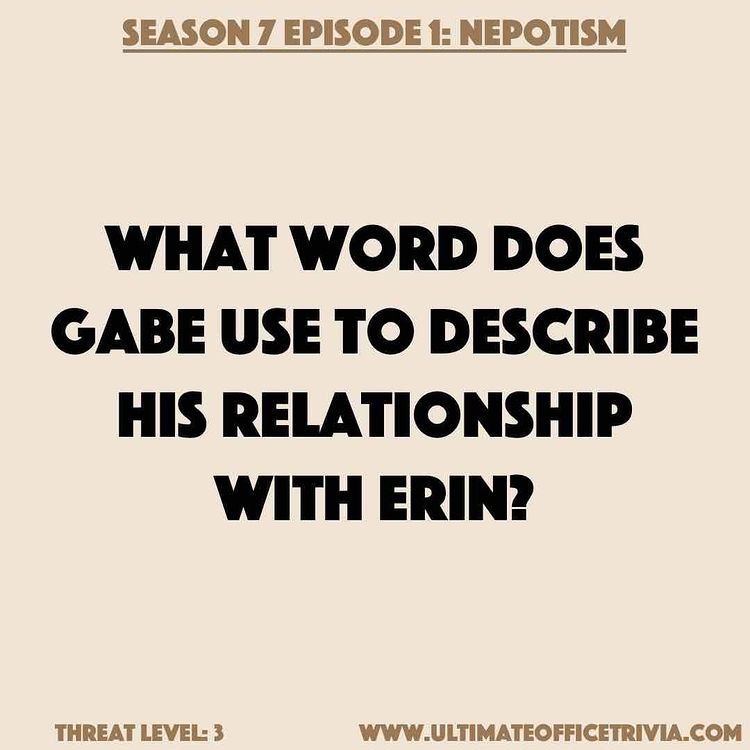 SEASON 7 EPISODE 1: NEPOTISM
WHAT WORD DOES
GABE USE TO DESCRIBE
HIS RELATIONSHIP
WITH ERIN?
THREAT LEVEL: 3
WWW.ULTIMATEOFFICETRIVIA.COM